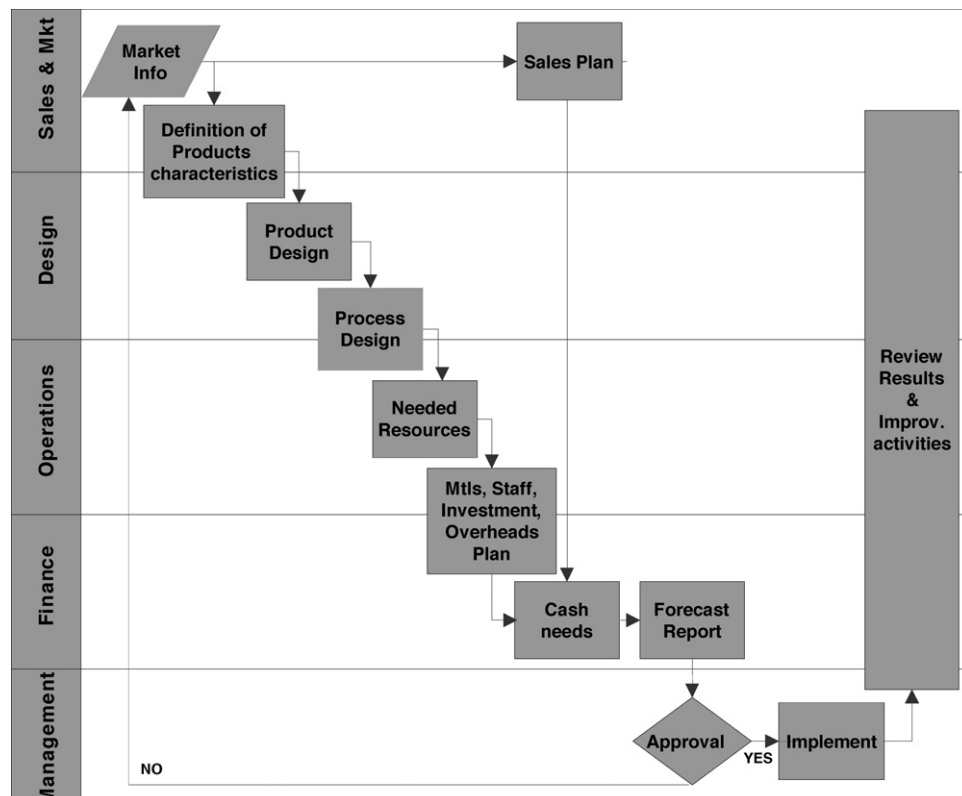 Sales & Mkt
Market
Info
Sales Plan
Definition of
Products
characteristics
Design
Product
Design
Process
Design
Operations
Needed
Resources
Mtls, Staff,
Investment,
Overheads
Plan
Review
Results
&
Improv.
activities
Finance
Cash
needs
Forecast
Report
Management
Approval
YES
Implement
NO